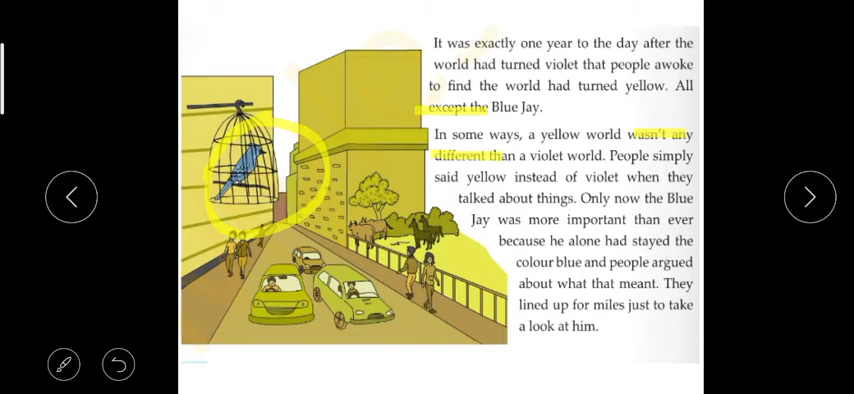 It was exactly one year to the day after the
world had turned violet that people awoke
to find the world had turned yellow. All
except the Blue Jay.
In some ways, a yellow world wasn't any
different than a violet world. People simply
said yellow instead of violet when they
talked about things. Only now the Blue
Jay was more important than ever
because he alone had stayed the
colour blue and people argued
about what that meant. They
lined up for miles just to take
a look at him.